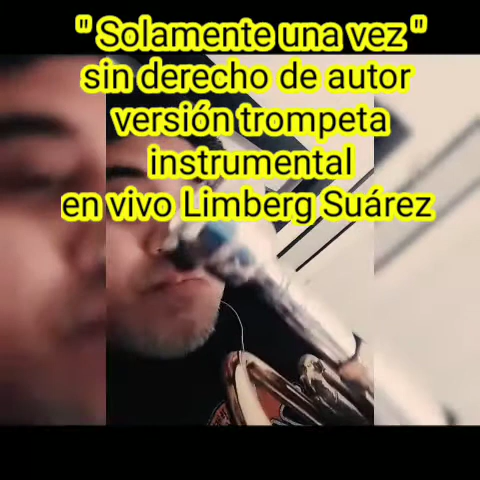 " Solamente una vez "
sin derecho de autor
versión trompeta
instrumental
en vivo Limberg Suárez